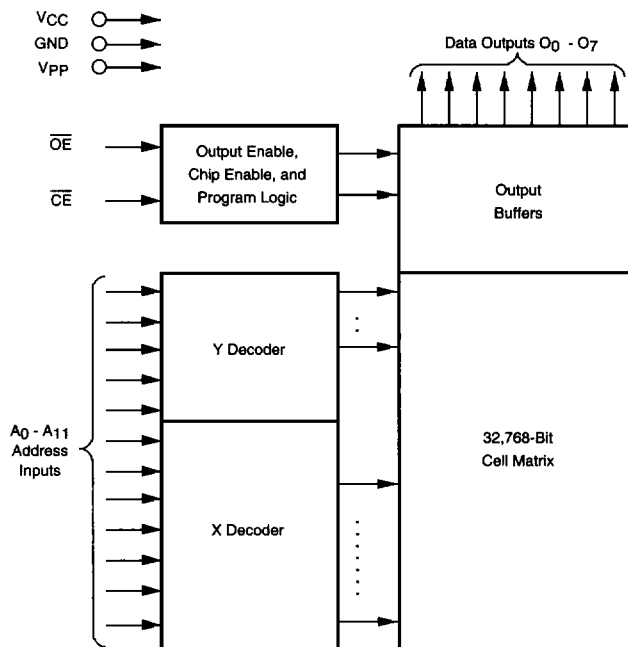 VCC
GND
VPP
Data Outputs O0 - O7
OE
CE
Output Enable,
Chip Enable, and
Program Logic
Output
Buffers
Y Decoder
A0 - A11
Address
Inputs
X Decoder
32,768-Bit
Cell Matrix